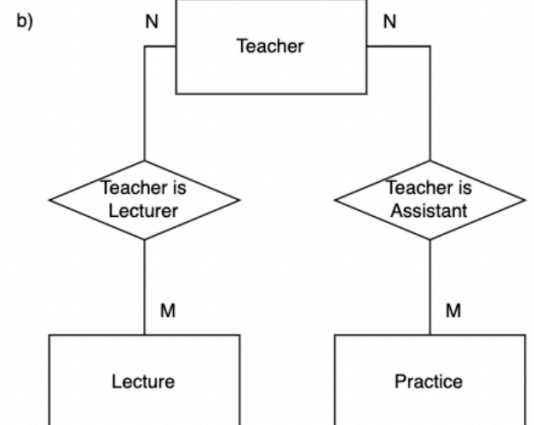 b)
N
N
Teacher
Teacher is
Lecturer
Teacher is
Assistant
M
M
Lecture
Practice